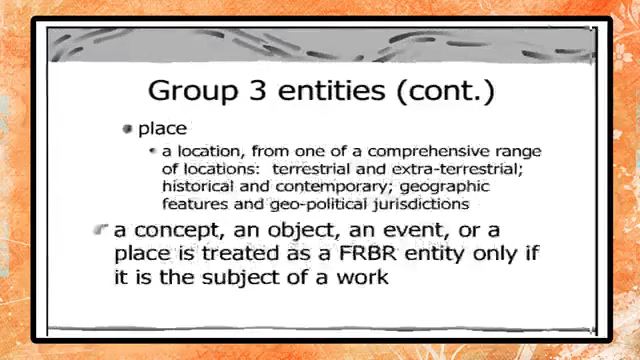 Group 3 entities (cont.)
place
a location, from one of a comprehensive range
of locations: terrestrial and extra-terrestrial;
historical and contemporary; geographic
features and geo-political jurisdictions
a concept, an object, an event, or a
place is treated as a FRBR entity only if
it is the subject of a work